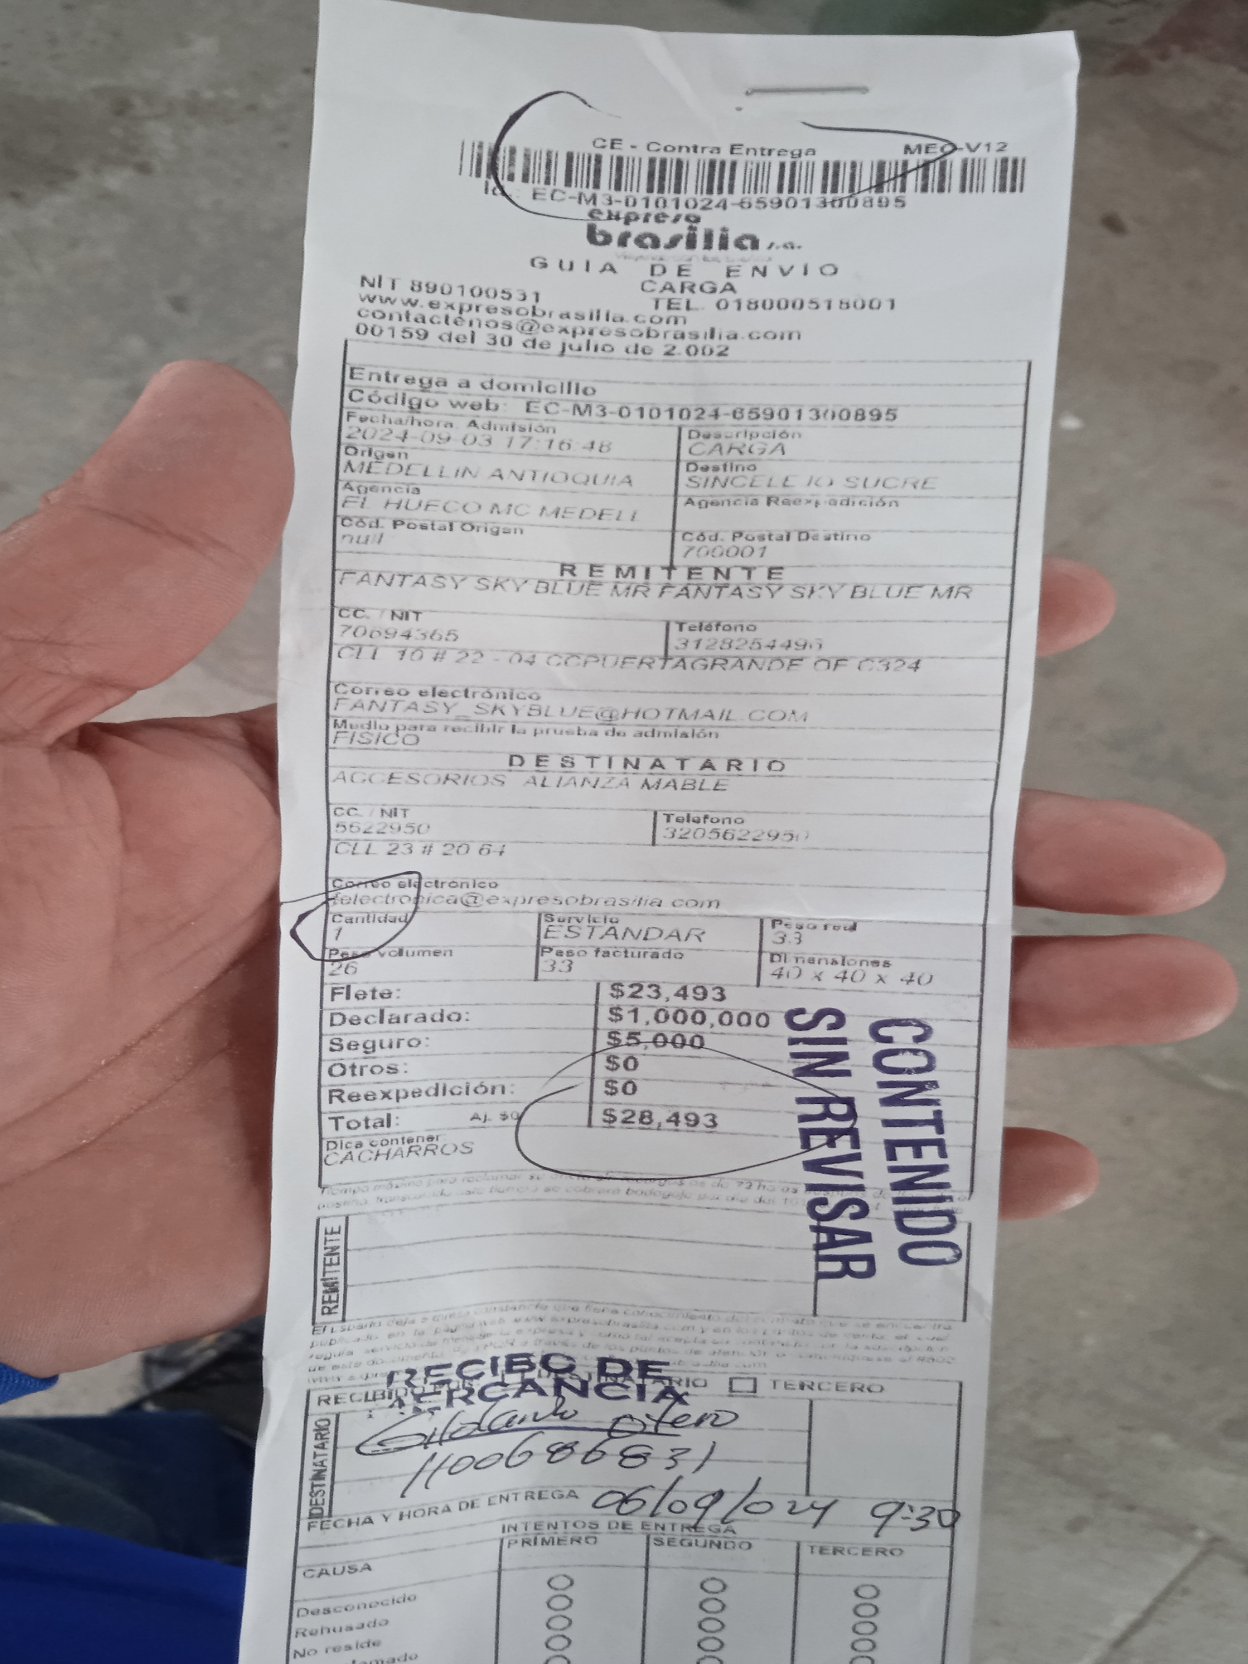 CE - Contra Entrega MEC-V12
Id.: EC-M3-0101024-65901300895
expreso
brasilia s.a.
GUIA DE ENVIO
NIT 890100531 CARGA
www.expresobrasilia.com TEL. 018000518001
contactenos@expresobrasilia.com
00159 del 30 de julio de 2.002
Entrega a domicilio
Código web: EC-M3-0101024-65901300895
Fecha/hora. Admisión Descripción
2024-09-03 17:16:48 CARGA
Origen Destino
MEDELLIN ANTIOQUIA SINCELEJO SUCRE
Agencia Agencia Reexpedición
EL HUECO MC MEDELL
Cód. Postal Origen Cód. Postal Destino
null 700001
REMITENTE
FANTASY SKY BLUE MR FANTASY SKY BLUE MR
CC. / NIT Teléfono
70694365 3128254496
CLL 10 # 22 - 04 CCPUERTAGRANDE OF C324
Correo electrónico
FANTASY_SKYBLUE@HOTMAIL.COM
Medio para recibir la prueba de admisión
FISICO
DESTINATARIO
ACCESORIOS ALIANZA MABLE
CC. / NIT Telefono
5622950 3205622950
CLL 23 # 20 64
Correo electrónico
felectronica@expresobrasilia.com
Cantidad Servicio Peso real
1 ESTANDAR 33
Peso volumen Peso facturado Dimensiones
26 33 40 x 40 x 40
Flete: $23,493
Declarado: $1,000,000
Seguro: $5,000
Otros: $0
Reexpedición: $0
Total: Aj. $0 $28,493
Dice contener
CACHARROS
CONTENIDO
SIN REVISAR
REMITENTE
RECIBO DE
MERCANCIA
RECIBIDO POR DESTINATARIO TERCERO
DESTINATARIO
Otero
1100686831
FECHA Y HORA DE ENTREGA 06/09/024 9:30
INTENTOS DE ENTREGA
CAUSA PRIMERO SEGUNDO TERCERO
Desconocido
Rehusado
No reside